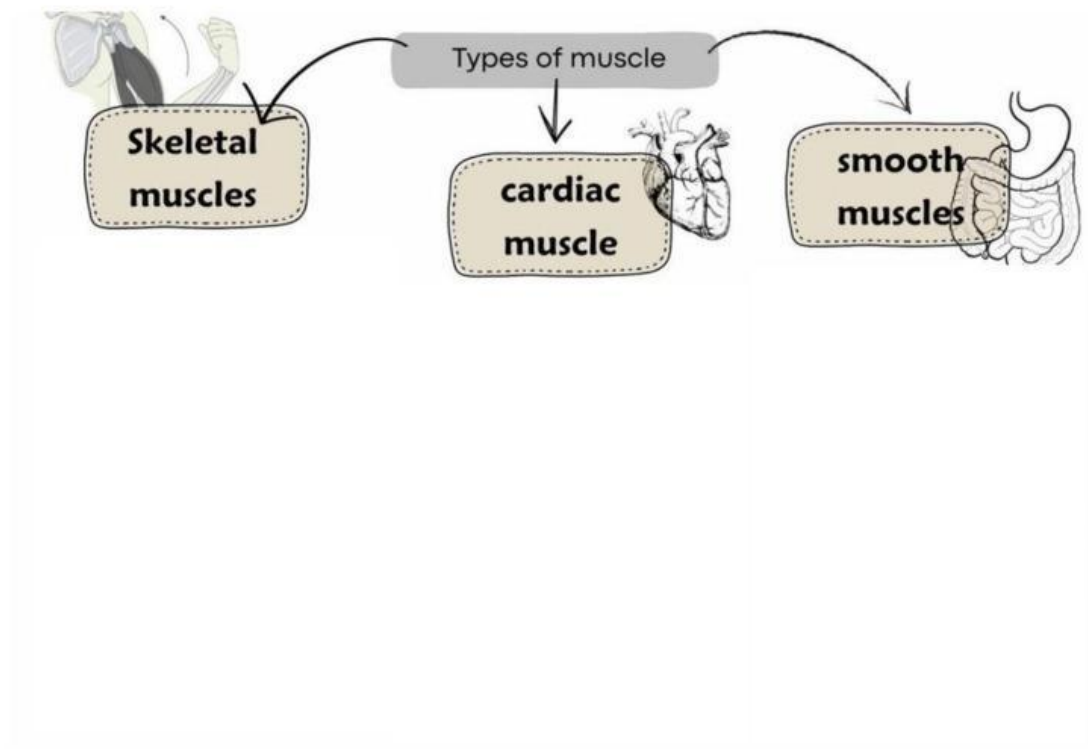 Types of muscle
Skeletal
muscles
cardiac
muscle
smooth
muscles